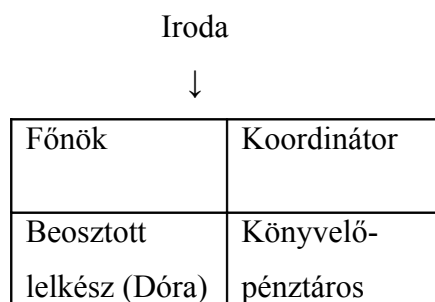 Iroda
↓
Főnök Koordinátor
Beosztott Könyvelő-
lelkész (Dóra) pénztáros